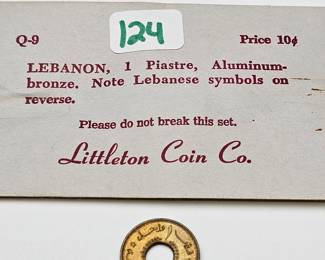 Q-9
124
Price 10¢
LEBANON, 1 Piastre, Aluminum-
bronze. Note Lebanese symbols on
reverse.
Please do not break this set.
Littleton Coin Co.